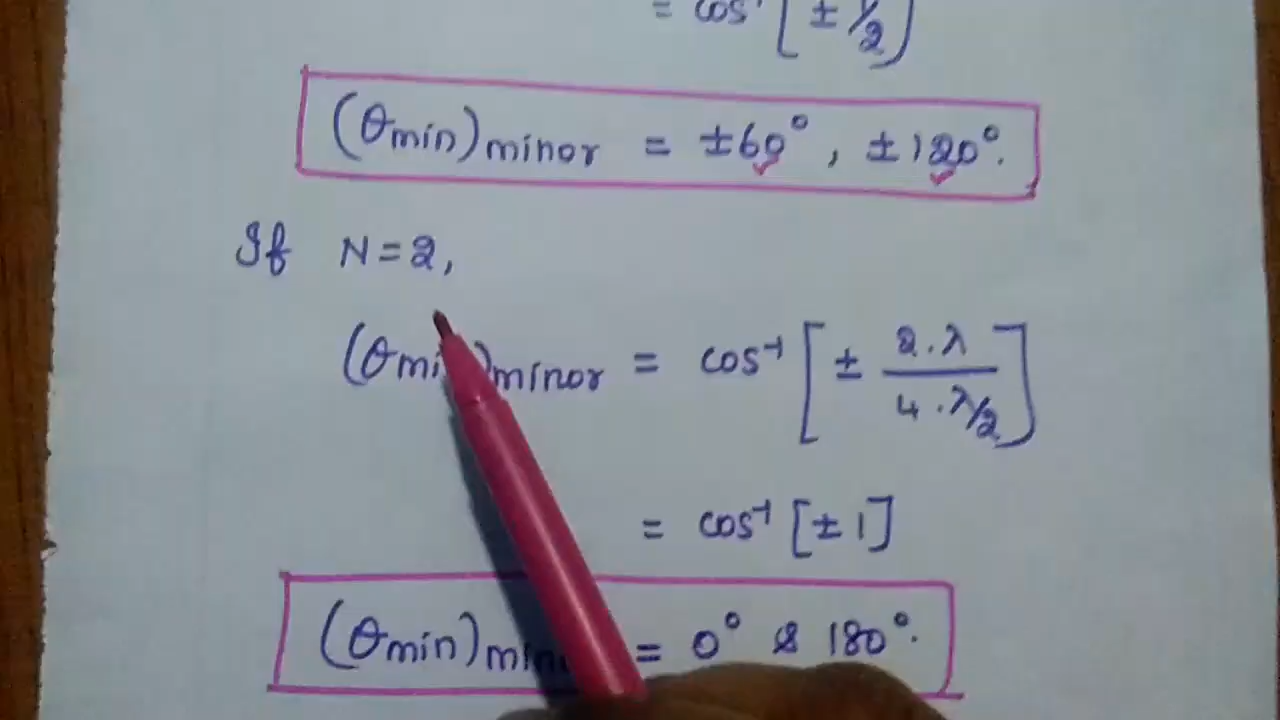 = cos⁻¹ [± 1/2]
(θmin)minor = ±60°, ±120°.
If N=2,
(θmin)minor = cos⁻¹ [± 2.λ / 4.λ/2]
= cos⁻¹ [± 1]
(θmin)minor = 0° & 180°.